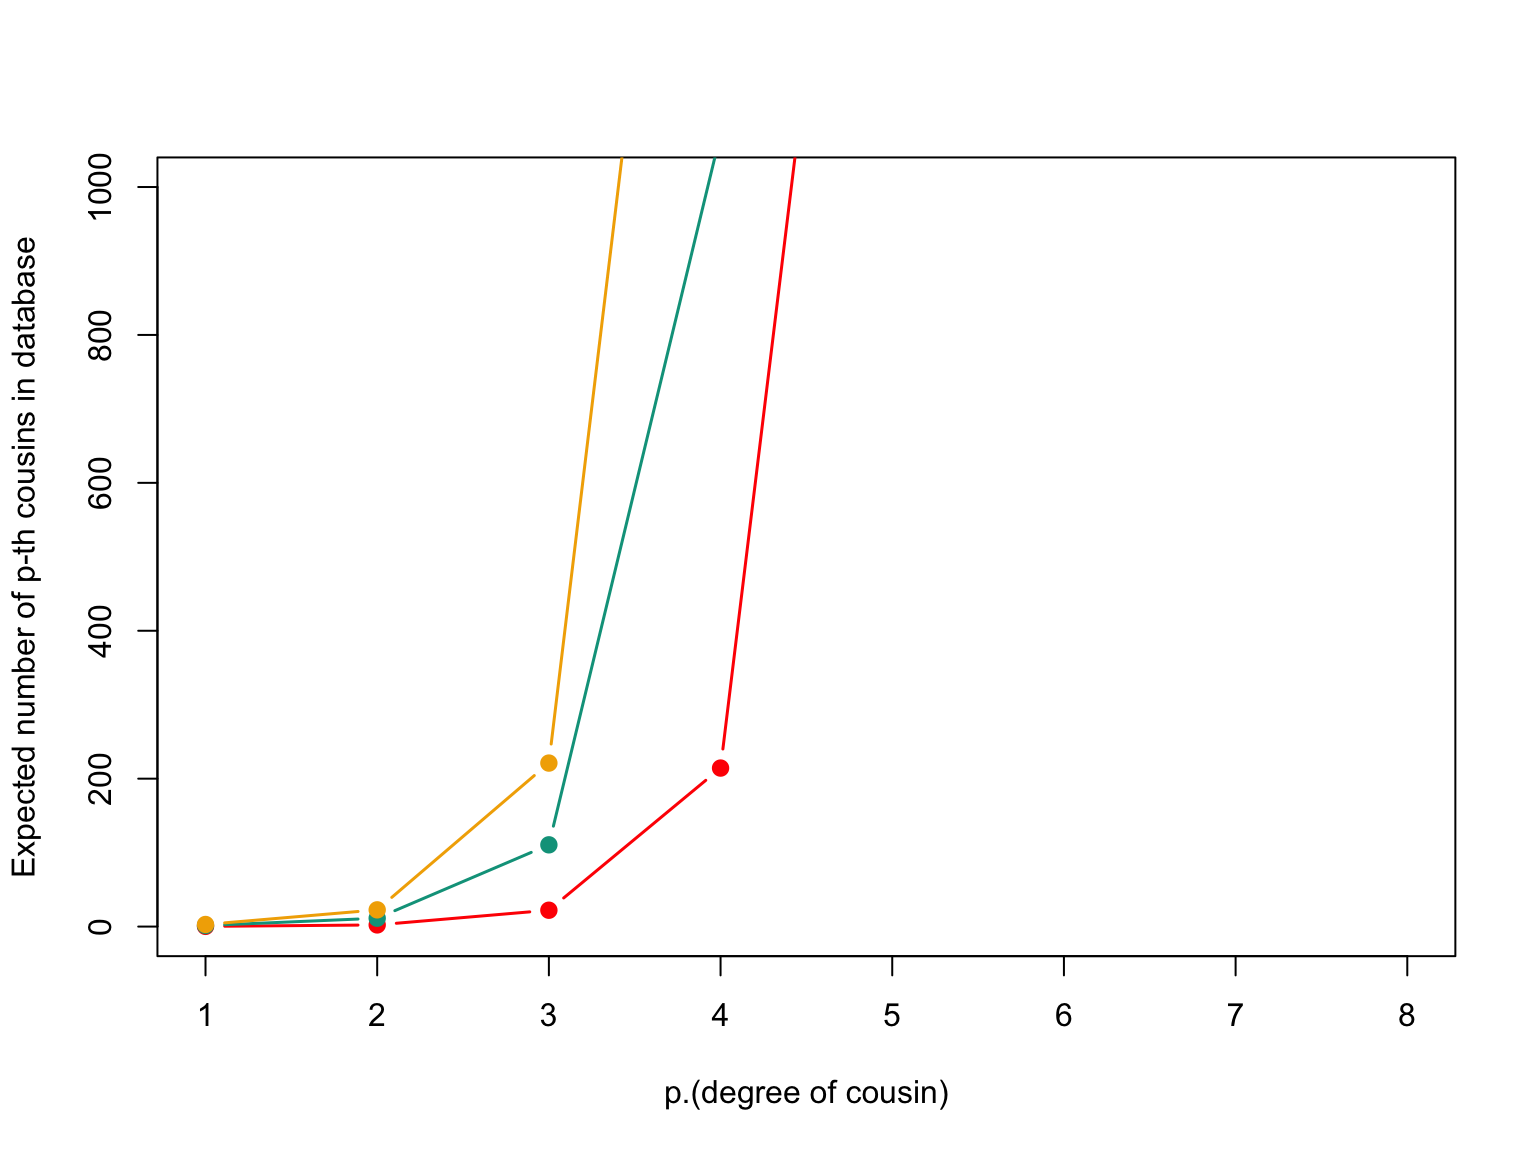 Expected number of p-th cousins in database
1000
800
600
400
200
0
1 2 3 4 5 6 7 8
p.(degree of cousin)